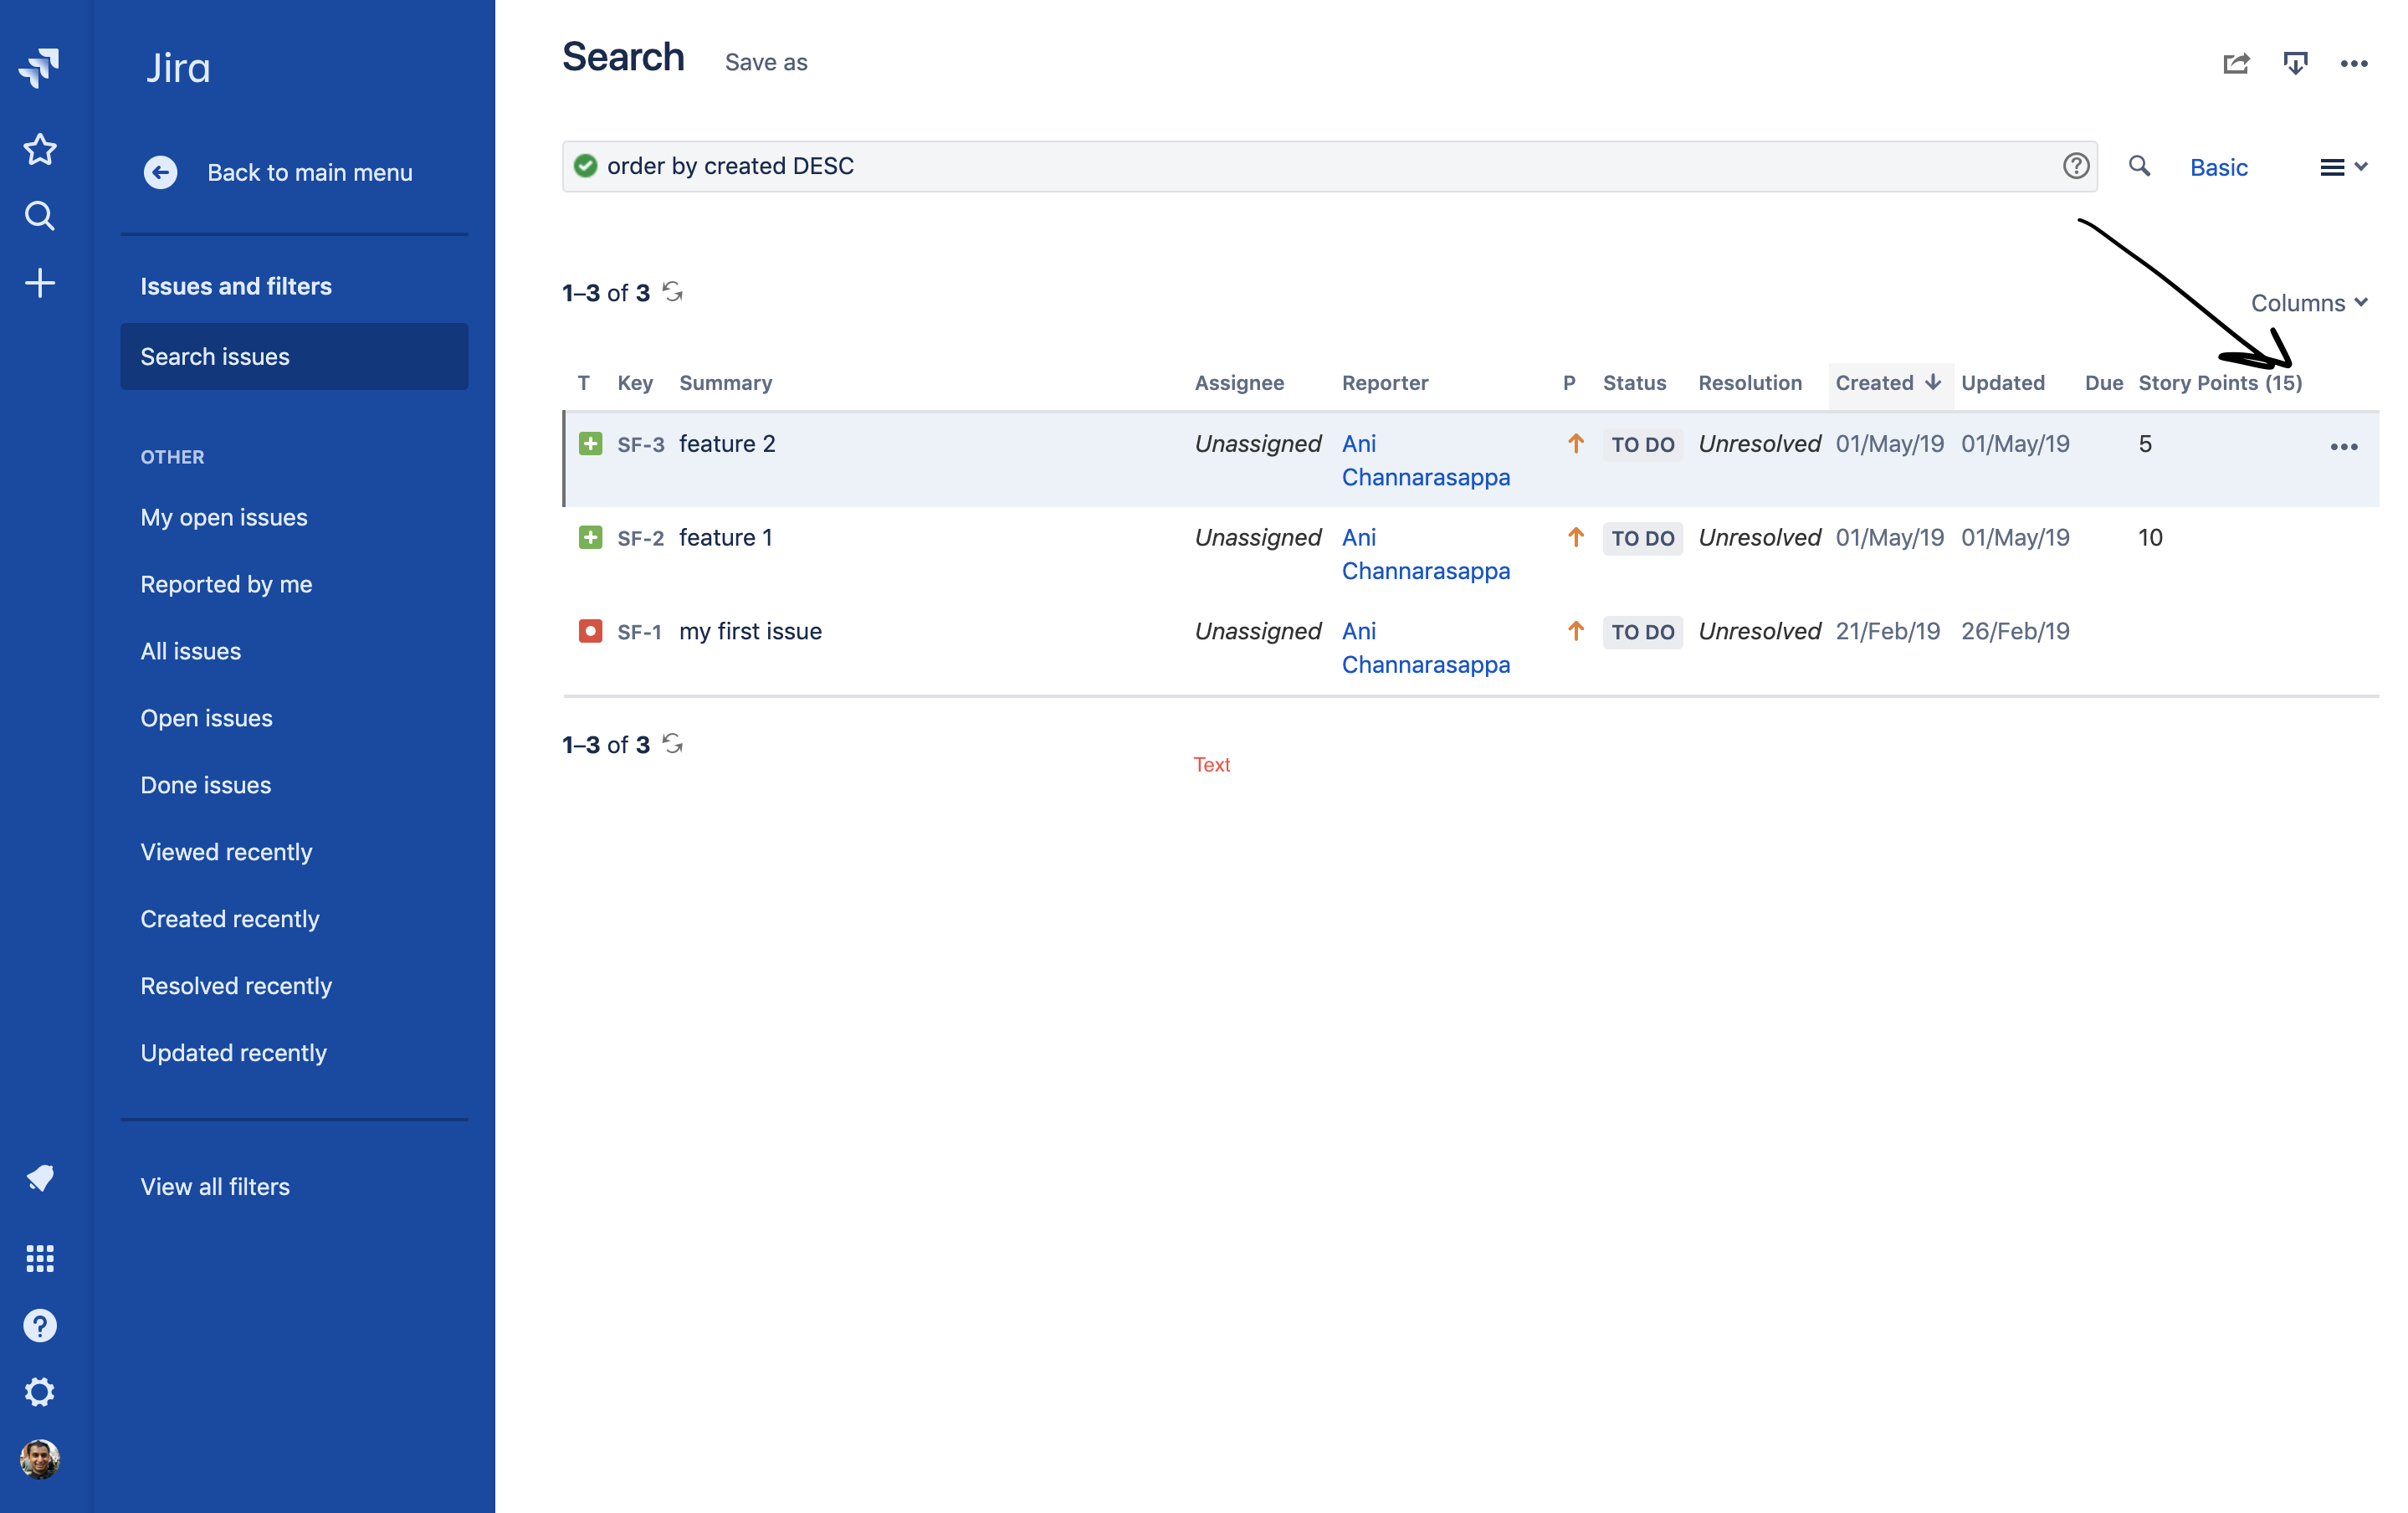 Jira
Back to main menu
Issues and filters
Search issues
OTHER
My open issues
Reported by me
All issues
Open issues
Done issues
Viewed recently
Created recently
Resolved recently
Updated recently
View all filters
Search Save as
order by created DESC
Basic
1–3 of 3
Columns
T Key Summary Assignee Reporter P Status Resolution Created Updated Due Story Points (15)
SF-3 feature 2 Unassigned Ani Channarasappa TO DO Unresolved 01/May/19 01/May/19 5
SF-2 feature 1 Unassigned Ani Channarasappa TO DO Unresolved 01/May/19 01/May/19 10
SF-1 my first issue Unassigned Ani Channarasappa TO DO Unresolved 21/Feb/19 26/Feb/19
1–3 of 3
Text